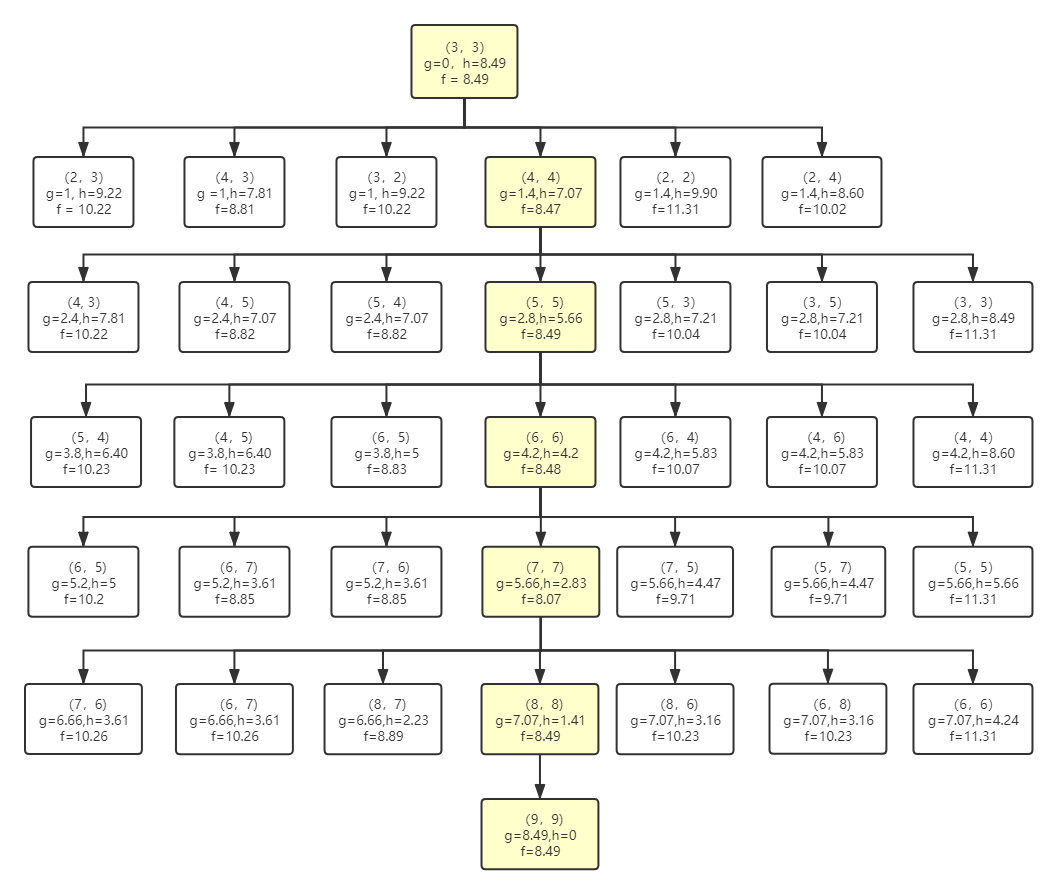 (3, 3)
g=0, h=8.49
f = 8.49
(2, 3)
g=1, h=9.22
f = 10.22
(4, 3)
g =1,h=7.81
f=8.81
(3, 2)
g=1, h=9.22
f=10.22
(4, 4)
g=1.4,h=7.07
f=8.47
(2, 2)
g=1.4,h=9.90
f=11.31
(2, 4)
g=1.4,h=8.60
f=10.02
(4, 3)
g=2.4,h=7.81
f=10.22
(4, 5)
g=2.4,h=7.07
f=8.82
(5, 4)
g=2.4,h=7.07
f=8.82
(5, 5)
g=2.8,h=5.66
f=8.49
(5, 3)
g=2.8,h=7.21
f=10.04
(3, 5)
g=2.8,h=7.21
f=10.04
(3, 3)
g=2.8,h=8.49
f=11.31
(5, 4)
g=3.8,h=6.40
f=10.23
(4, 5)
g=3.8,h=6.40
f= 10.23
(6, 5)
g=3.8,h=5
f=8.83
(6, 6)
g=4.2,h=4.2
f=8.48
(6, 4)
g=4.2,h=5.83
f=10.07
(4, 6)
g=4.2,h=5.83
f=10.07
(4, 4)
g=4.2,h=8.60
f=11.31
(6, 5)
g=5.2,h=5
f=10.2
(6, 7)
g=5.2,h=3.61
f=8.85
(7, 6)
g=5.2,h=3.61
f=8.85
(7, 7)
g=5.66,h=2.83
f=8.07
(7, 5)
g=5.66,h=4.47
f=9.71
(5, 7)
g=5.66,h=4.47
f=9.71
(5, 5)
g=5.66,h=5.66
f=11.31
(7, 6)
g=6.66,h=3.61
f=10.26
(6, 7)
g=6.66,h=3.61
f=10.26
(8, 7)
g=6.66,h=2.23
f=8.89
(8, 8)
g=7.07,h=1.41
f=8.49
(8, 6)
g=7.07,h=3.16
f=10.23
(6, 8)
g=7.07,h=3.16
f=10.23
(6, 6)
g=7.07,h=4.24
f=11.31
(9, 9)
g=8.49,h=0
f=8.49